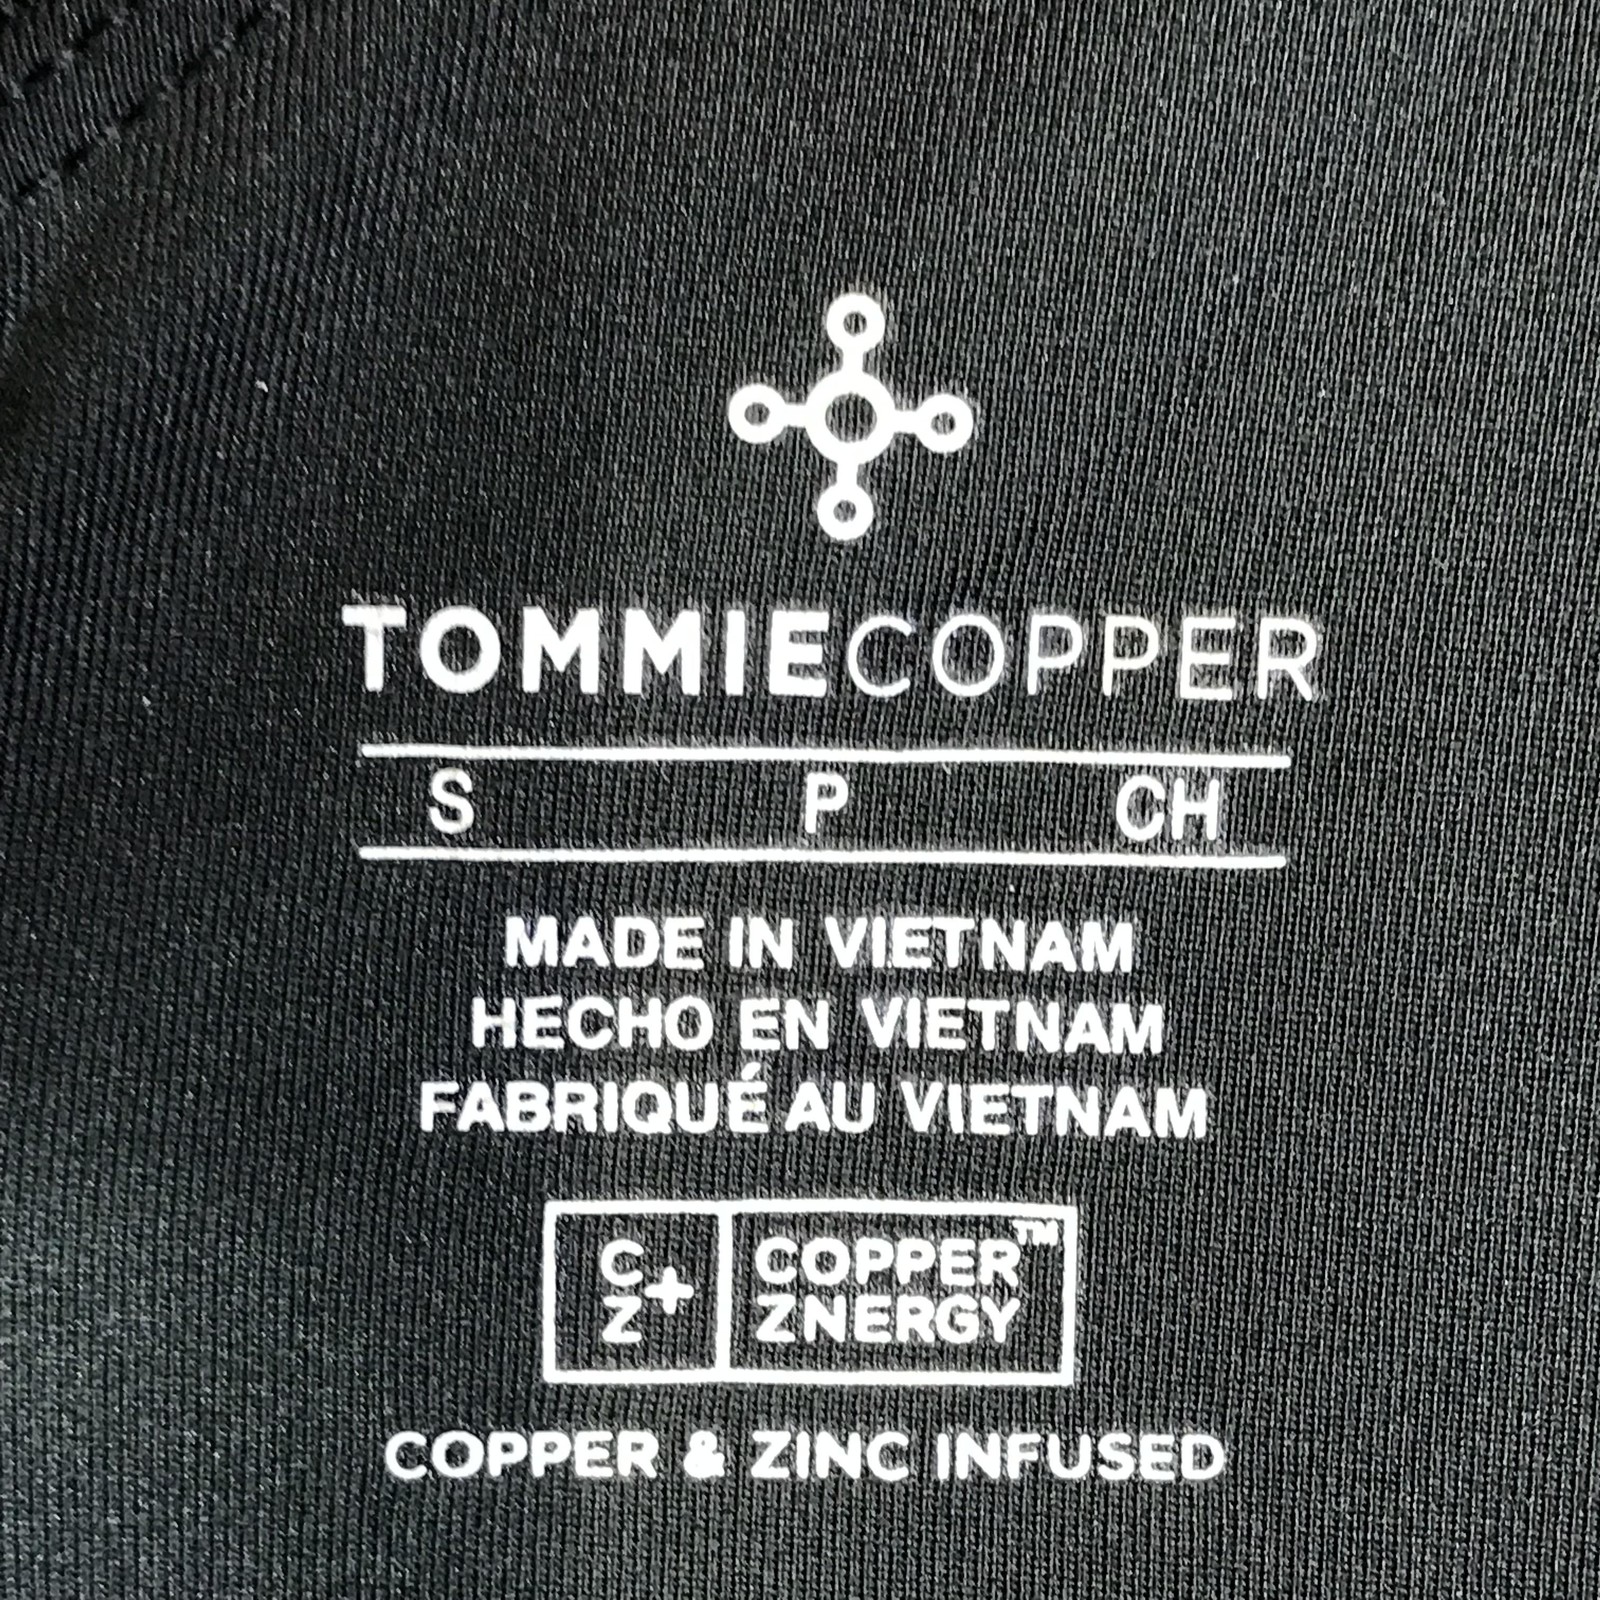 TOMMIECOPPER
S P CH
MADE IN VIETNAM
HECHO EN VIETNAM
FABRIQUÉ AU VIETNAM
C
Z+
COPPER™
ZNERGY
COPPER & ZINC INFUSED